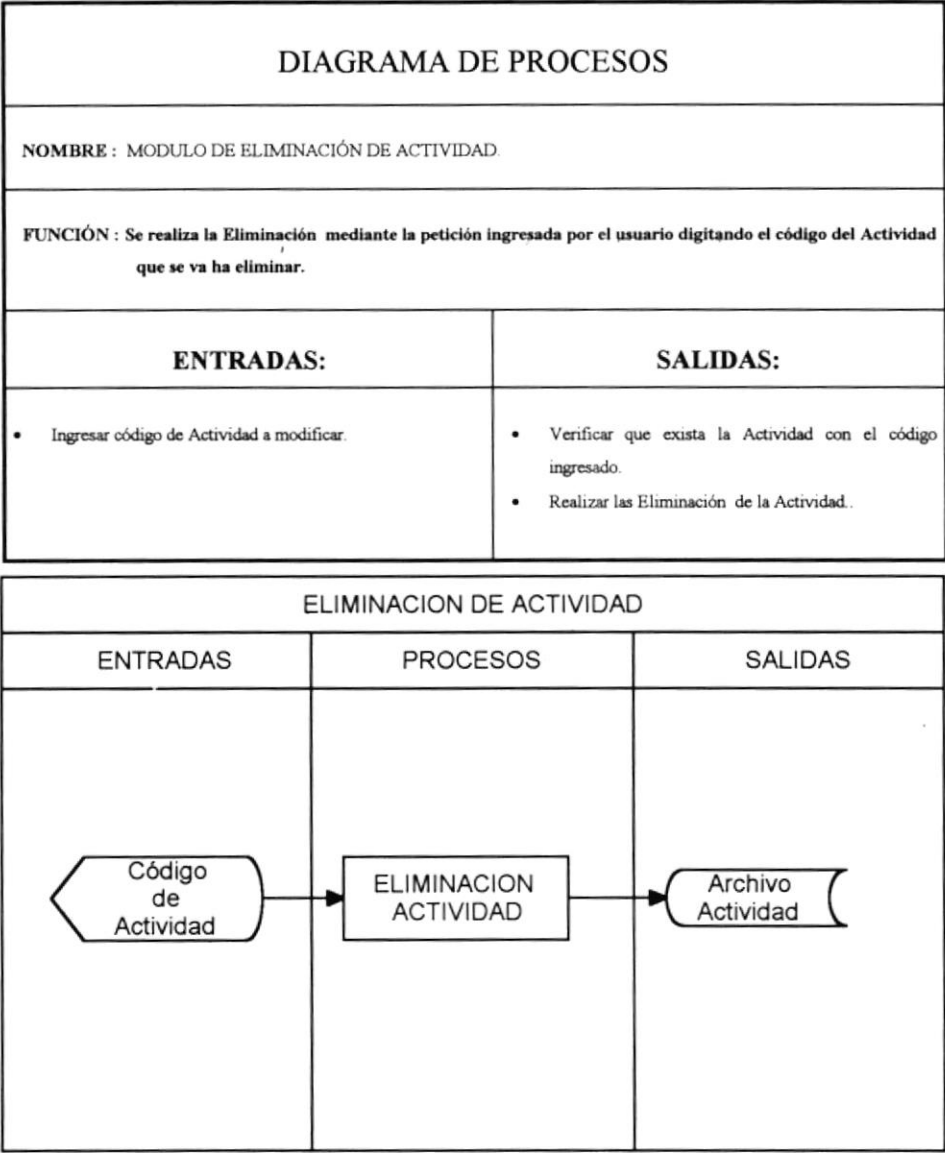 DIAGRAMA DE PROCESOS
NOMBRE : MODULO DE ELIMINACIÓN DE ACTIVIDAD.
FUNCIÓN : Se realiza la Eliminación mediante la petición ingresada por el usuario digitando el código del Actividad
que se va ha eliminar.
ENTRADAS:
SALIDAS:
• Ingresar código de Actividad a modificar.
• Verificar que exista la Actividad con el código
ingresado.
• Realizar las Eliminación de la Actividad..
ELIMINACION DE ACTIVIDAD
ENTRADAS
PROCESOS
SALIDAS
Código
de
Actividad
ELIMINACION
ACTIVIDAD
Archivo
Actividad